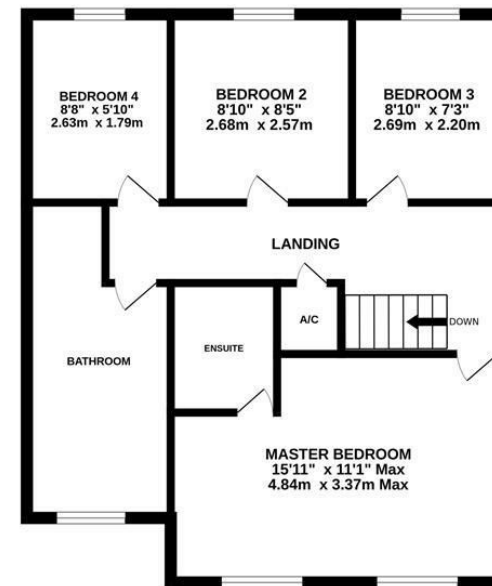 BEDROOM 4
8'8" x 5'10"
2.63m x 1.79m
BEDROOM 2
8'10" x 8'5"
2.68m x 2.57m
BEDROOM 3
8'10" x 7'3"
2.69m x 2.20m
LANDING
A/C
DOWN
ENSUITE
BATHROOM
MASTER BEDROOM
15'11" x 11'1" Max
4.84m x 3.37m Max